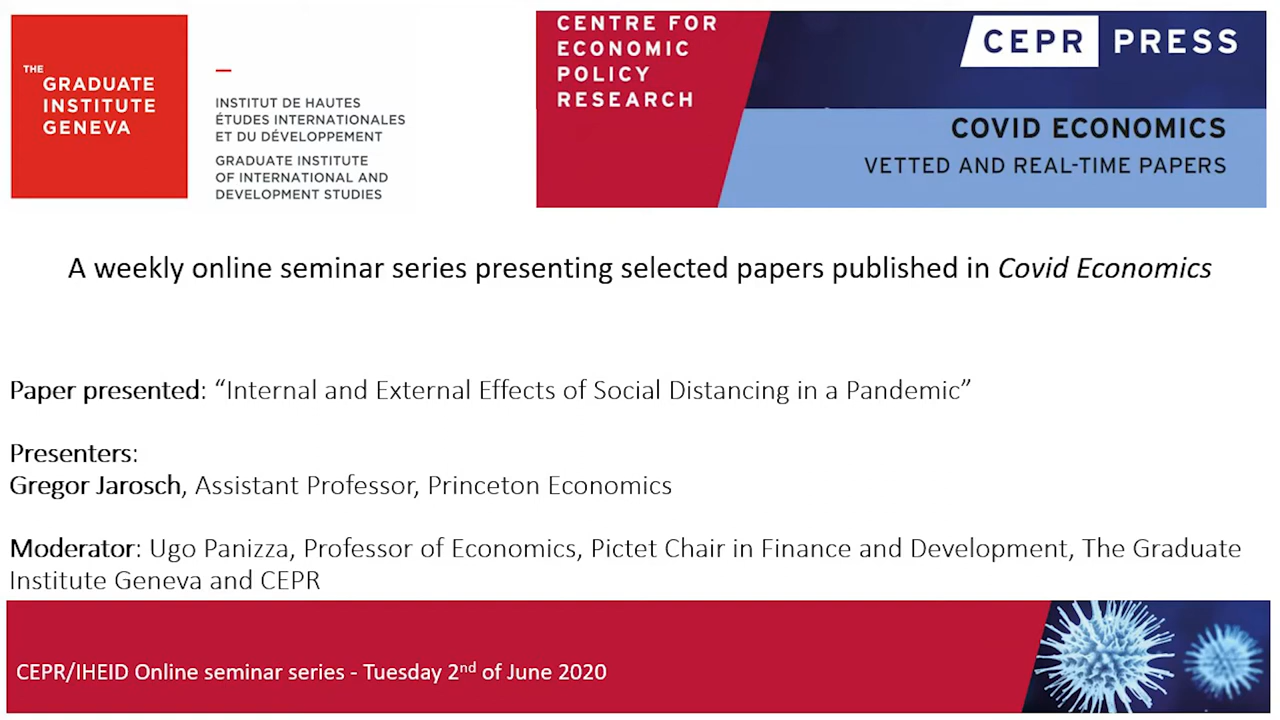 THE
GRADUATE
INSTITUTE
GENEVA
INSTITUT DE HAUTES
ÉTUDES INTERNATIONALES
ET DU DÉVELOPPEMENT
GRADUATE INSTITUTE
OF INTERNATIONAL AND
DEVELOPMENT STUDIES
CENTRE FOR
ECONOMIC
POLICY
RESEARCH
CEPR PRESS
COVID ECONOMICS
VETTED AND REAL-TIME PAPERS
A weekly online seminar series presenting selected papers published in Covid Economics
Paper presented: “Internal and External Effects of Social Distancing in a Pandemic”
Presenters:
Gregor Jarosch, Assistant Professor, Princeton Economics
Moderator: Ugo Panizza, Professor of Economics, Pictet Chair in Finance and Development, The Graduate
Institute Geneva and CEPR
CEPR/IHEID Online seminar series - Tuesday 2nd of June 2020